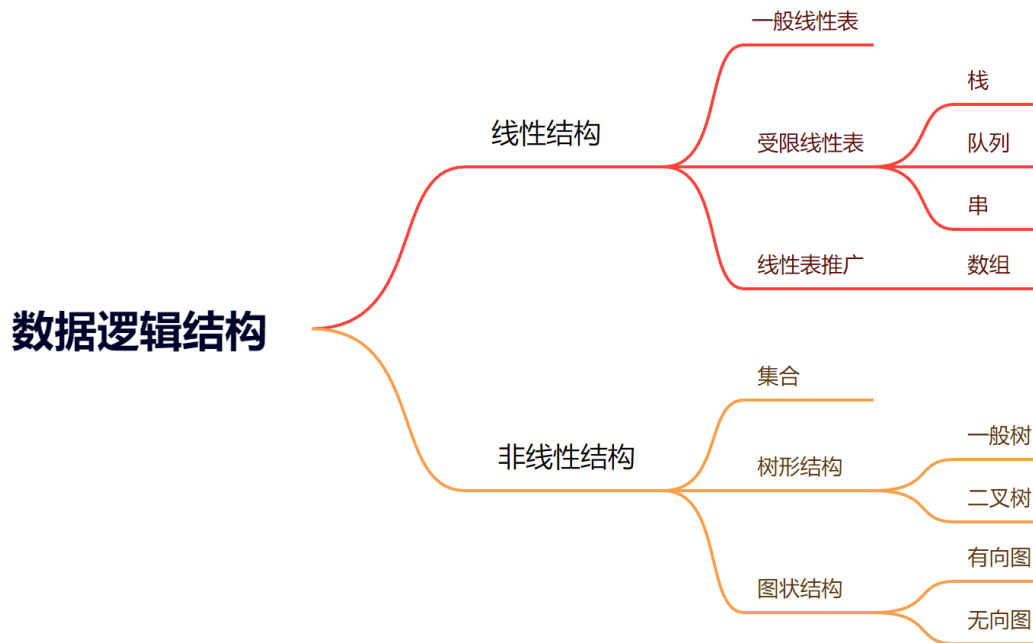 数据逻辑结构
线性结构
一般线性表
受限线性表
栈
队列
串
线性表推广
数组
非线性结构
集合
树形结构
一般树
二叉树
图状结构
有向图
无向图